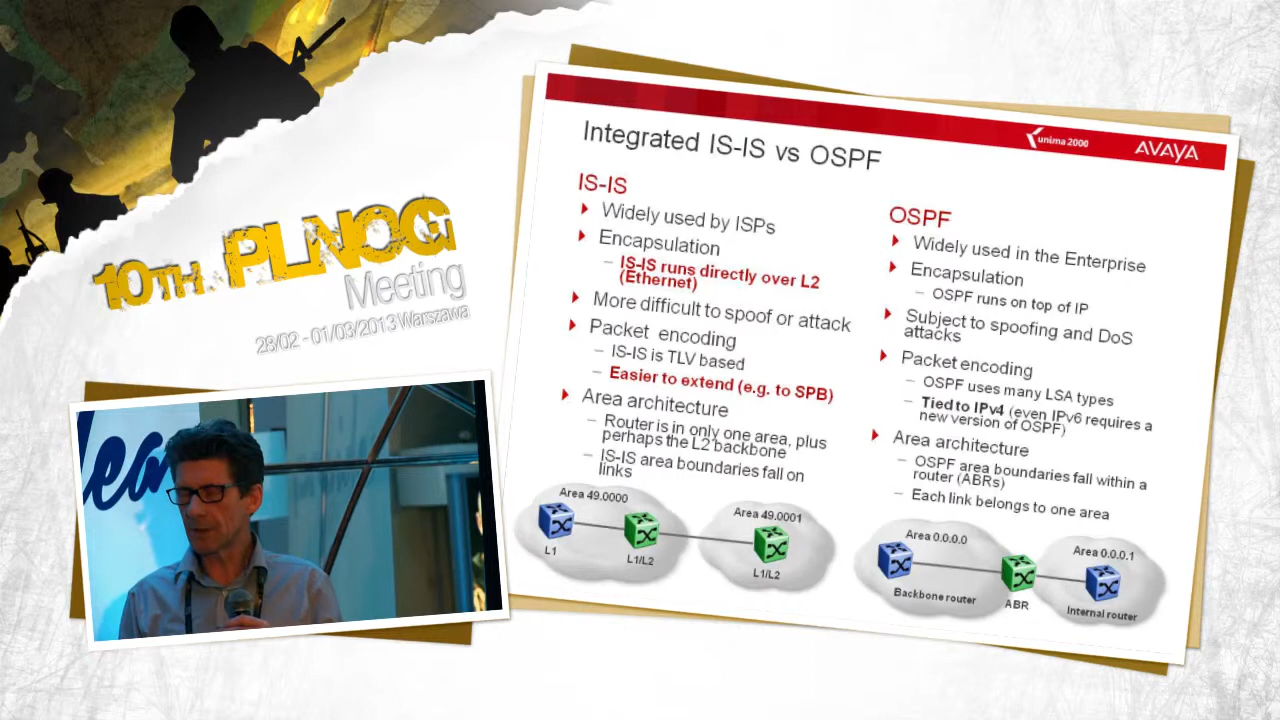 10TH PLNOG
Meeting
28/02 - 01/03/2013 Warszawa
unima 2000
AVAYA
Integrated IS-IS vs OSPF
IS-IS
Widely used by ISPs
Encapsulation
– IS-IS runs directly over L2
(Ethernet)
More difficult to spoof or attack
Packet encoding
– IS-IS is TLV based
– Easier to extend (e.g. to SPB)
Area architecture
– Router is in only one area, plus
perhaps the L2 backbone
– IS-IS area boundaries fall on
links
Area 49.0000
L1
L1/L2
Area 49.0001
L1/L2
OSPF
Widely used in the Enterprise
Encapsulation
– OSPF runs on top of IP
Subject to spoofing and DoS
attacks
Packet encoding
– OSPF uses many LSA types
– Tied to IPv4 (even IPv6 requires a
new version of OSPF)
Area architecture
– OSPF area boundaries fall within a
router (ABRs)
– Each link belongs to one area
Area 0.0.0.0
Backbone router
ABR
Area 0.0.0.1
Internal router